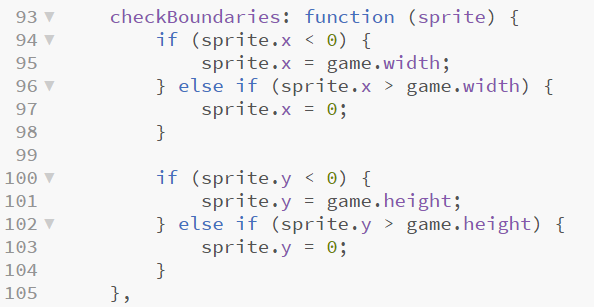 93 ▼ checkBoundaries: function (sprite) {
94 ▼ if (sprite.x < 0) {
95 sprite.x = game.width;
96 ▼ } else if (sprite.x > game.width) {
97 sprite.x = 0;
98 }
99
100 ▼ if (sprite.y < 0) {
101 sprite.y = game.height;
102 ▼ } else if (sprite.y > game.height) {
103 sprite.y = 0;
104 }
105 },